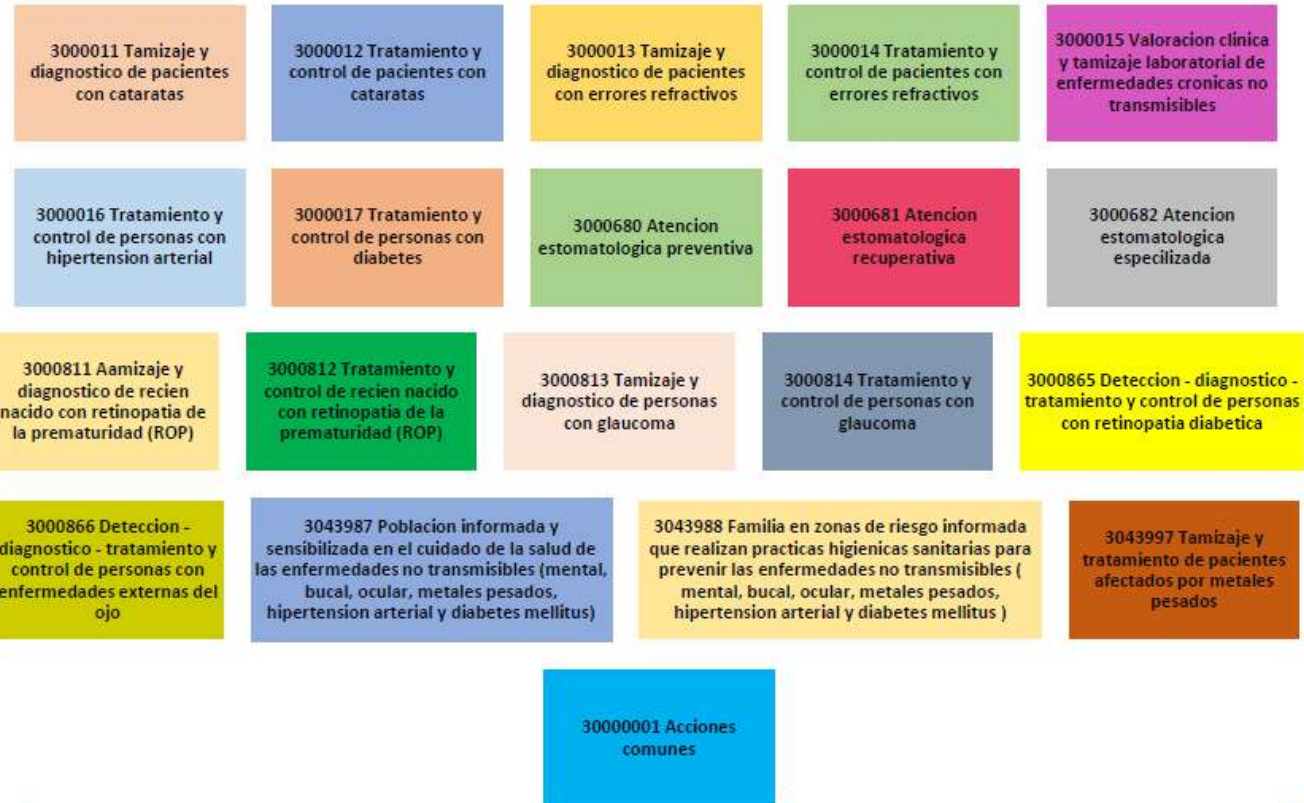 3000011 Tamizaje y
diagnostico de pacientes
con cataratas
3000012 Tratamiento y
control de pacientes con
cataratas
3000013 Tamizaje y
diagnostico de pacientes
con errores refractivos
3000014 Tratamiento y
control de pacientes con
errores refractivos
3000015 Valoracion clinica
y tamizaje laboratorial de
enfermedades cronicas no
transmisibles
3000016 Tratamiento y
control de personas con
hipertension arterial
3000017 Tratamiento y
control de personas con
diabetes
3000680 Atencion
estomatologica preventiva
3000681 Atencion
estomatologica
recuperativa
3000682 Atencion
estomatologica
especilizada
3000811 Aamizaje y
diagnostico de recien
nacido con retinopatia de
la prematuridad (ROP)
3000812 Tratamiento y
control de recien nacido
con retinopatia de la
prematuridad (ROP)
3000813 Tamizaje y
diagnostico de personas
con glaucoma
3000814 Tratamiento y
control de personas con
glaucoma
3000865 Deteccion - diagnostico -
tratamiento y control de personas
con retinopatia diabetica
3000866 Deteccion -
diagnostico - tratamiento y
control de personas con
enfermedades externas del
ojo
3043987 Poblacion informada y
sensibilizada en el cuidado de la salud de
las enfermedades no transmisibles (mental,
bucal, ocular, metales pesados,
hipertension arterial y diabetes mellitus)
3043988 Familia en zonas de riesgo informada
que realizan practicas higienicas sanitarias para
prevenir las enfermedades no transmisibles (
mental, bucal, ocular, metales pesados,
hipertension arterial y diabetes mellitus )
3043997 Tamizaje y
tratamiento de pacientes
afectados por metales
pesados
30000001 Acciones
comunes